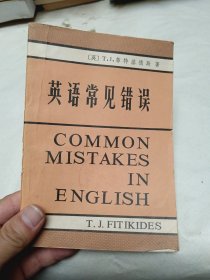 英语常见错误
COMMON
MISTAKES
IN
ENGLISH
T. J. FITIKIDES